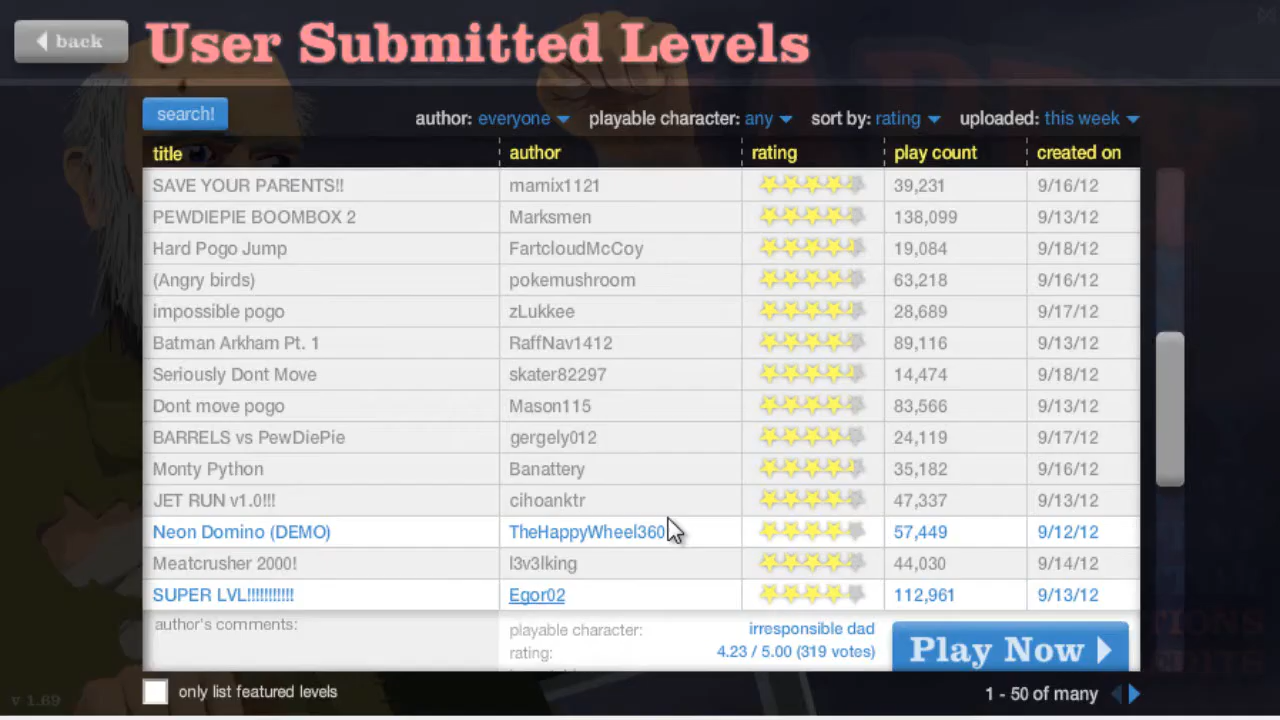 back
User Submitted Levels
search!
author: everyone playable character: any sort by: rating uploaded: this week
title author rating play count created on
SAVE YOUR PARENTS!! mamix1121 39,231 9/16/12
PEWDIEPIE BOOMBOX 2 Marksmen 138,099 9/13/12
Hard Pogo Jump FartcloudMcCoy 19,084 9/18/12
(Angry birds) pokemushroom 63,218 9/16/12
impossible pogo zLukkee 28,689 9/17/12
Batman Arkham Pt. 1 RaffNav1412 89,116 9/13/12
Seriously Dont Move skater82297 14,474 9/18/12
Dont move pogo Mason115 83,566 9/13/12
BARRELS vs PewDiePie gergely012 24,119 9/17/12
Monty Python Banattery 35,182 9/16/12
JET RUN v1.0!!! cihoanktr 47,337 9/13/12
Neon Domino (DEMO) TheHappyWheel360 57,449 9/12/12
Meatcrusher 2000! l3v3lking 44,030 9/14/12
SUPER LVL!!!!!!!!!!! Egor02 112,961 9/13/12
author's comments:
playable character: irresponsible dad
rating: 4.23 / 5.00 (319 votes)
Play Now
only list featured levels
1 - 50 of many
v 1.69